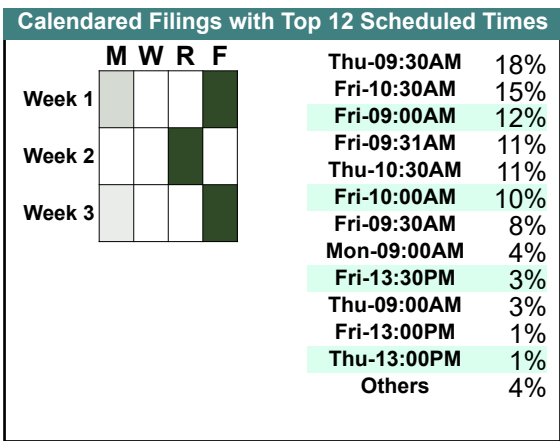 Calendared Filings with Top 12 Scheduled Times
M W R F
Week 1
Week 2
Week 3
Thu-09:30AM 18%
Fri-10:30AM 15%
Fri-09:00AM 12%
Fri-09:31AM 11%
Thu-10:30AM 11%
Fri-10:00AM 10%
Fri-09:30AM 8%
Mon-09:00AM 4%
Fri-13:30PM 3%
Thu-09:00AM 3%
Fri-13:00PM 1%
Thu-13:00PM 1%
Others 4%